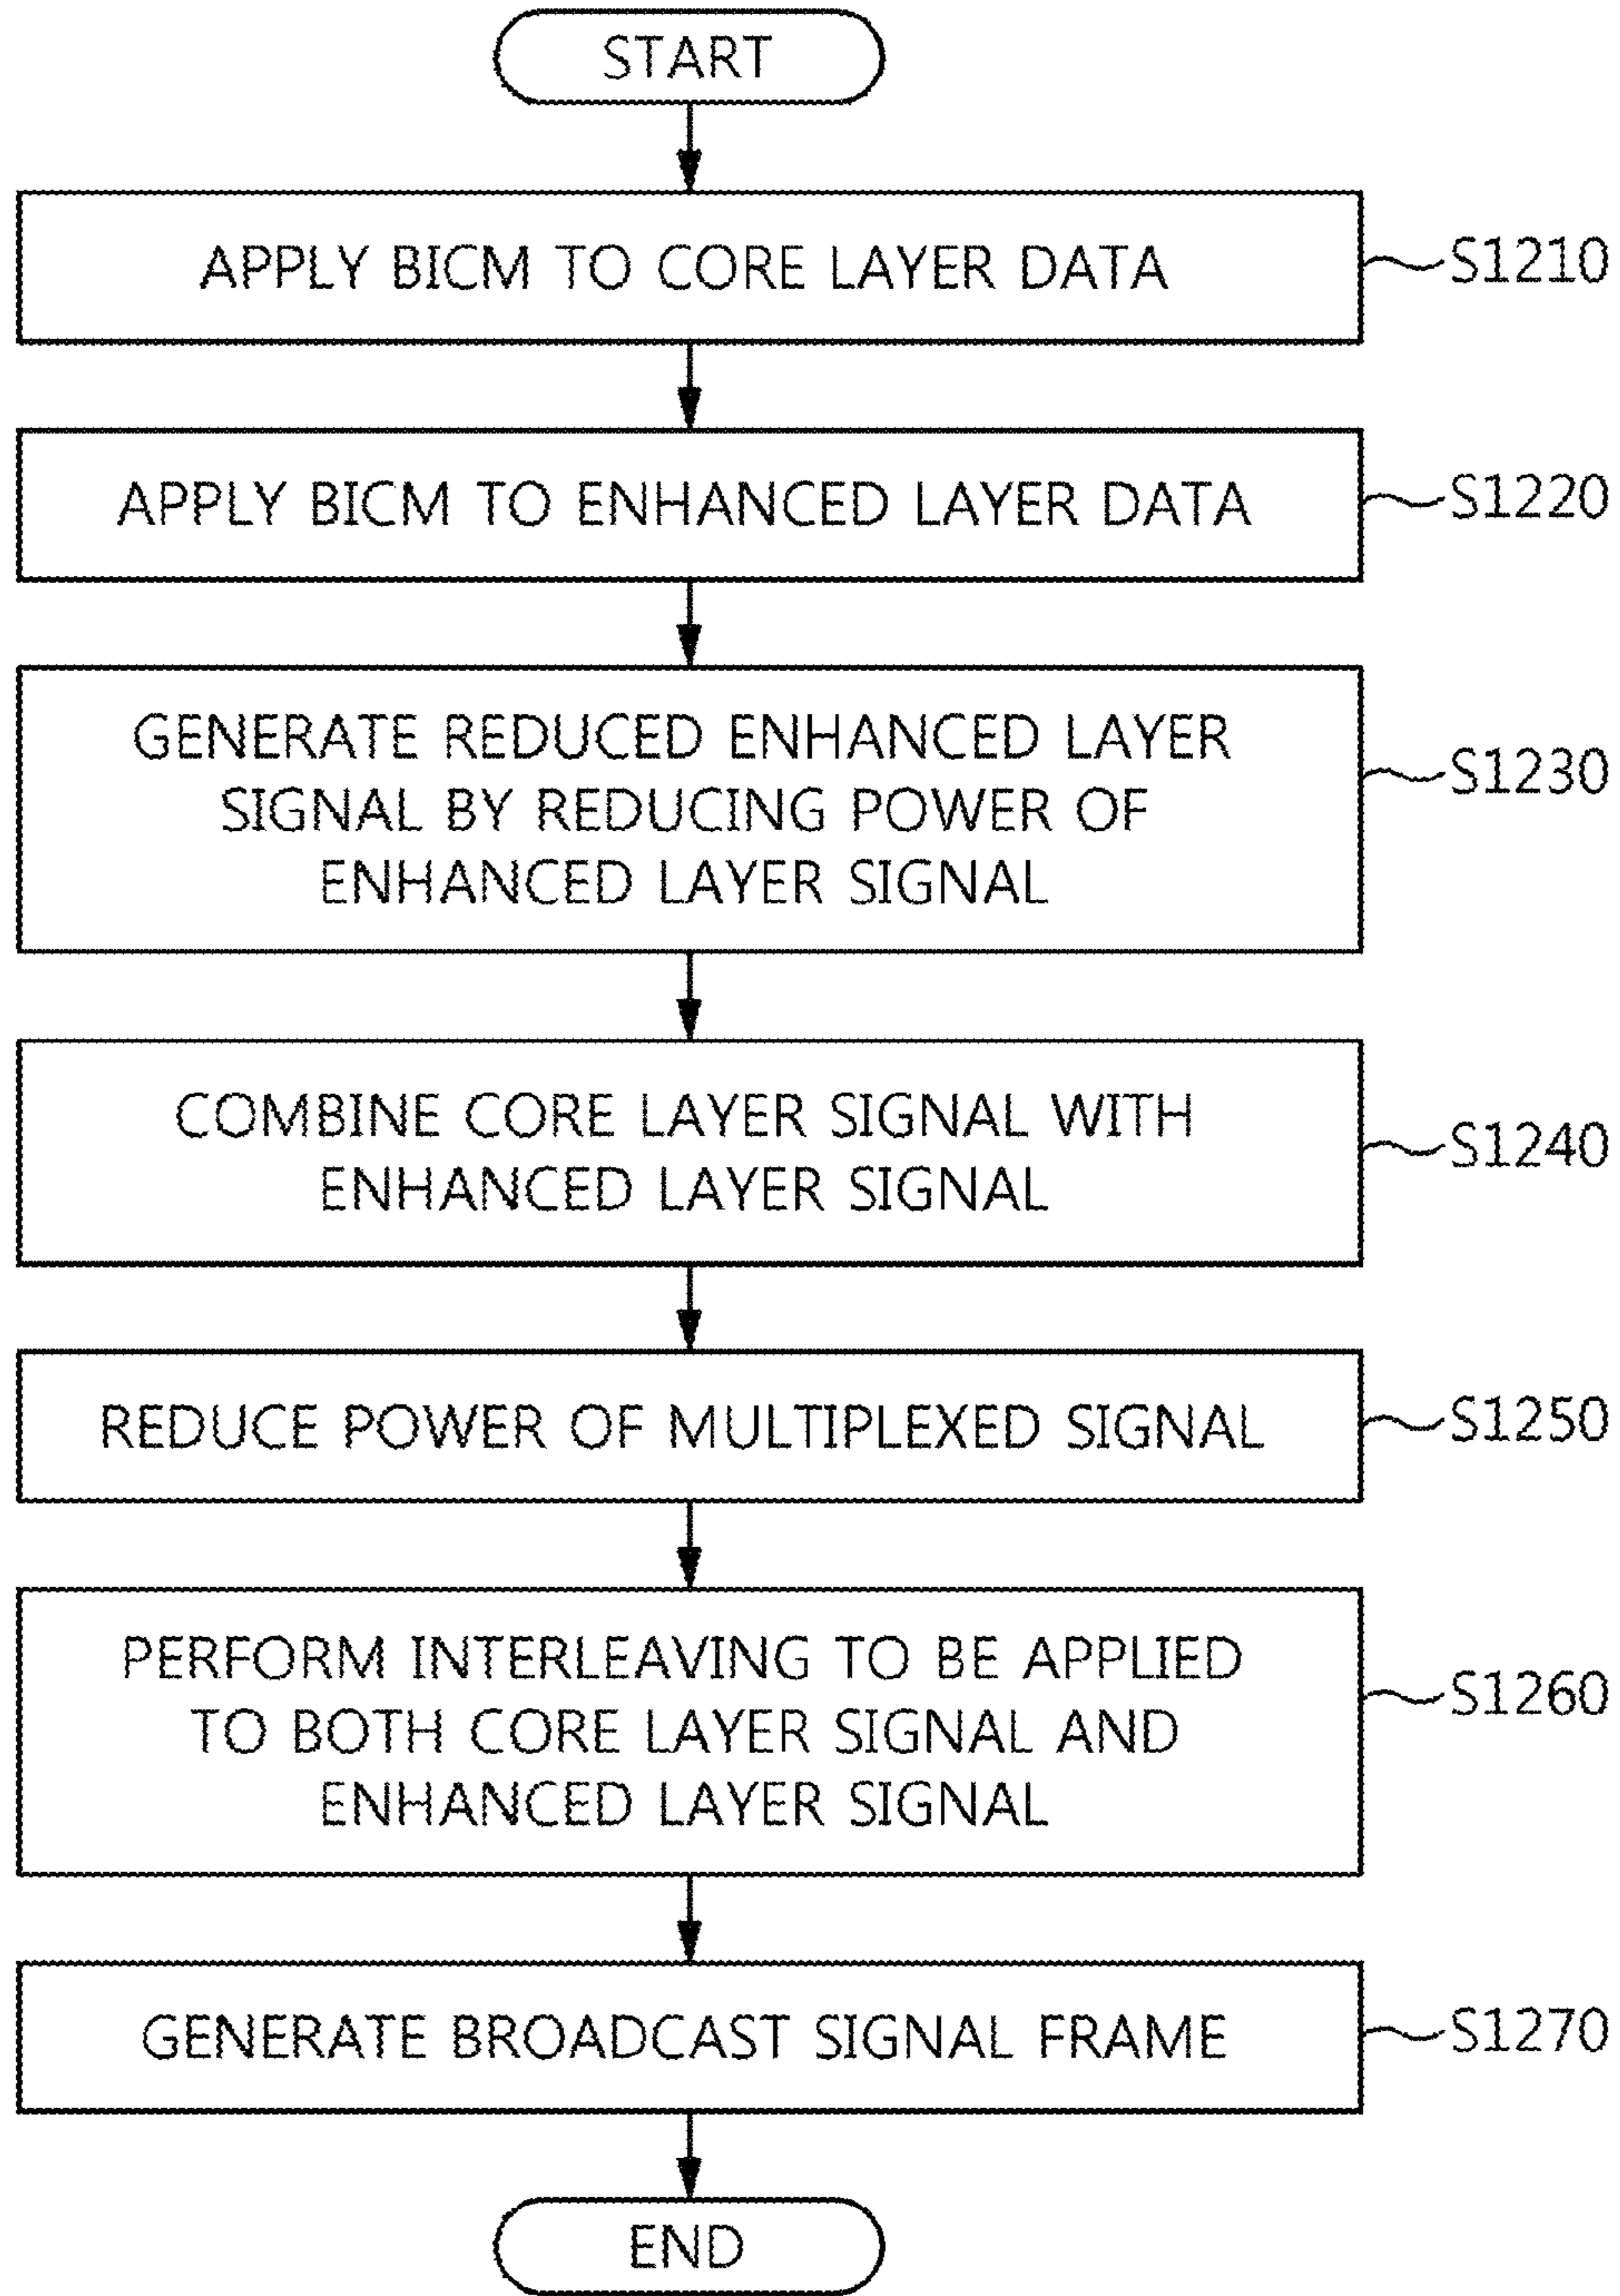 START
APPLY BICM TO CORE LAYER DATA
S1210
APPLY BICM TO ENHANCED LAYER DATA
S1220
GENERATE REDUCED ENHANCED LAYER
SIGNAL BY REDUCING POWER OF
ENHANCED LAYER SIGNAL
S1230
COMBINE CORE LAYER SIGNAL WITH
ENHANCED LAYER SIGNAL
S1240
REDUCE POWER OF MULTIPLEXED SIGNAL
S1250
PERFORM INTERLEAVING TO BE APPLIED
TO BOTH CORE LAYER SIGNAL AND
ENHANCED LAYER SIGNAL
S1260
GENERATE BROADCAST SIGNAL FRAME
S1270
END